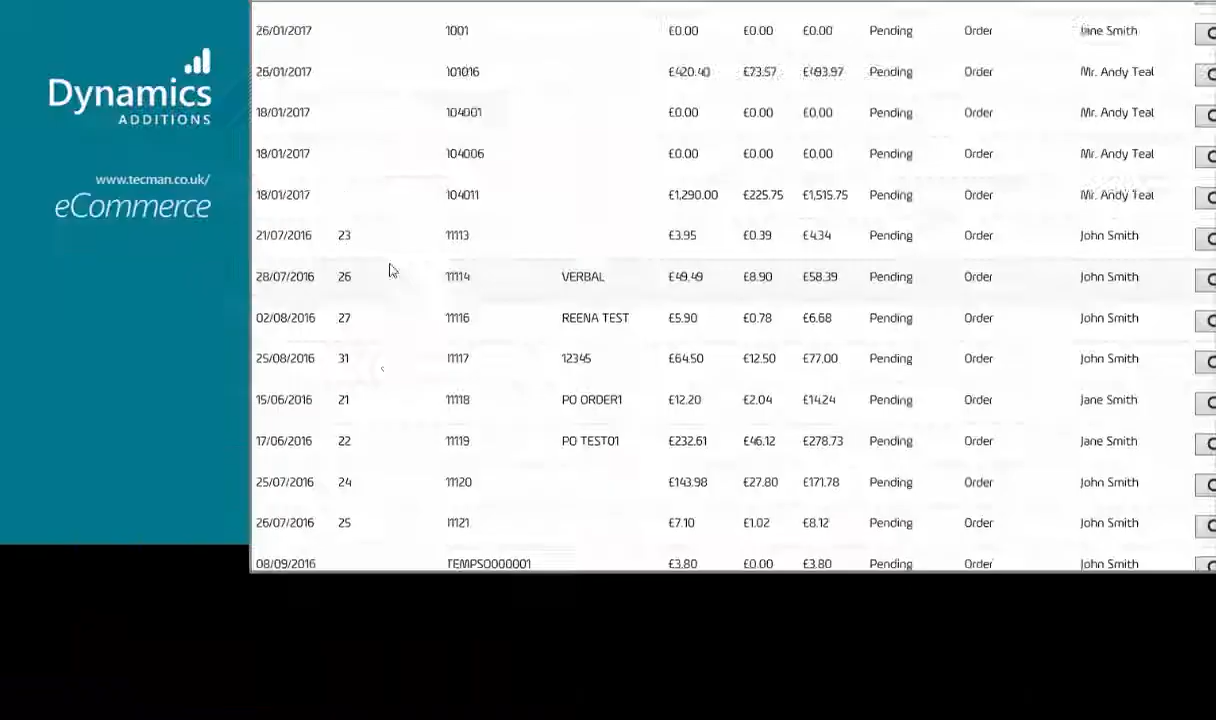 Dynamics
ADDITIONS
www.tecman.co.uk/
eCommerce
26/01/2017 1001 £0.00 £0.00 £0.00 Pending Order Jane Smith
26/01/2017 101016 £420.40 £73.57 £493.97 Pending Order Mr. Andy Teal
18/01/2017 104001 £0.00 £0.00 £0.00 Pending Order Mr. Andy Teal
18/01/2017 104006 £0.00 £0.00 £0.00 Pending Order Mr. Andy Teal
18/01/2017 104011 £1,290.00 £225.75 £1,515.75 Pending Order Mr. Andy Teal
21/07/2016 23 11113 £3.95 £0.39 £4.34 Pending Order John Smith
28/07/2016 26 11114 VERBAL £49.49 £8.90 £58.39 Pending Order John Smith
02/08/2016 27 11116 REENA TEST £5.90 £0.78 £6.68 Pending Order John Smith
25/08/2016 31 11117 12345 £64.50 £12.50 £77.00 Pending Order John Smith
15/06/2016 21 11118 PO ORDER1 £12.20 £2.04 £14.24 Pending Order Jane Smith
17/06/2016 22 11119 PO TEST01 £232.61 £46.12 £278.73 Pending Order Jane Smith
25/07/2016 24 11120 £143.98 £27.80 £171.78 Pending Order John Smith
26/07/2016 25 11121 £7.10 £1.02 £8.12 Pending Order John Smith
08/09/2016 TEMPSO000001 £3.80 £0.00 £3.80 Pending Order John Smith